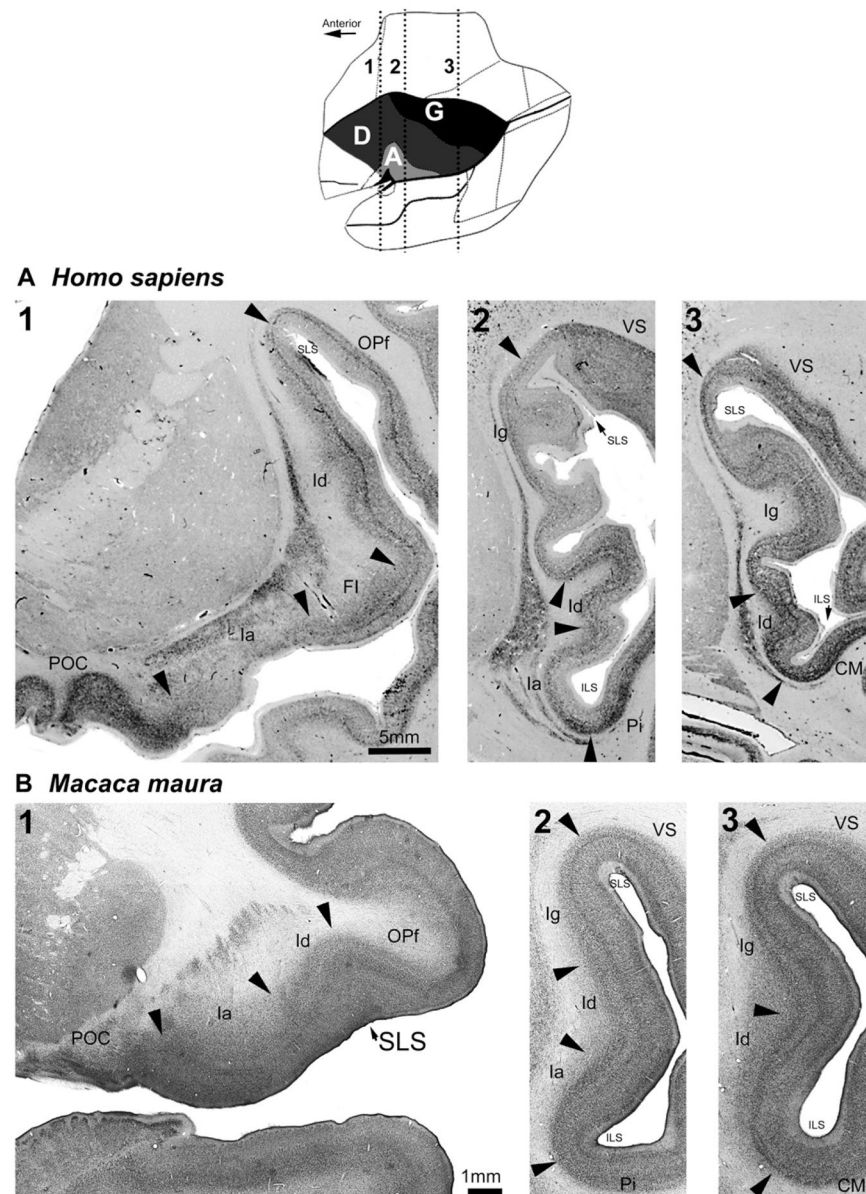 Anterior
1 2 3
G
D
A
A Homo sapiens
1
SLS
OPf
Id
FI
Ia
POC
5mm
2
VS
SLS
Ig
Id
Ia
ILS
Pi
3
VS
SLS
Ig
ILS
Id
CM
B Macaca maura
1
Id
OPf
Ia
POC
SLS
1mm
2
VS
SLS
Ig
Id
Ia
ILS
Pi
3
VS
SLS
Ig
Id
ILS
CM